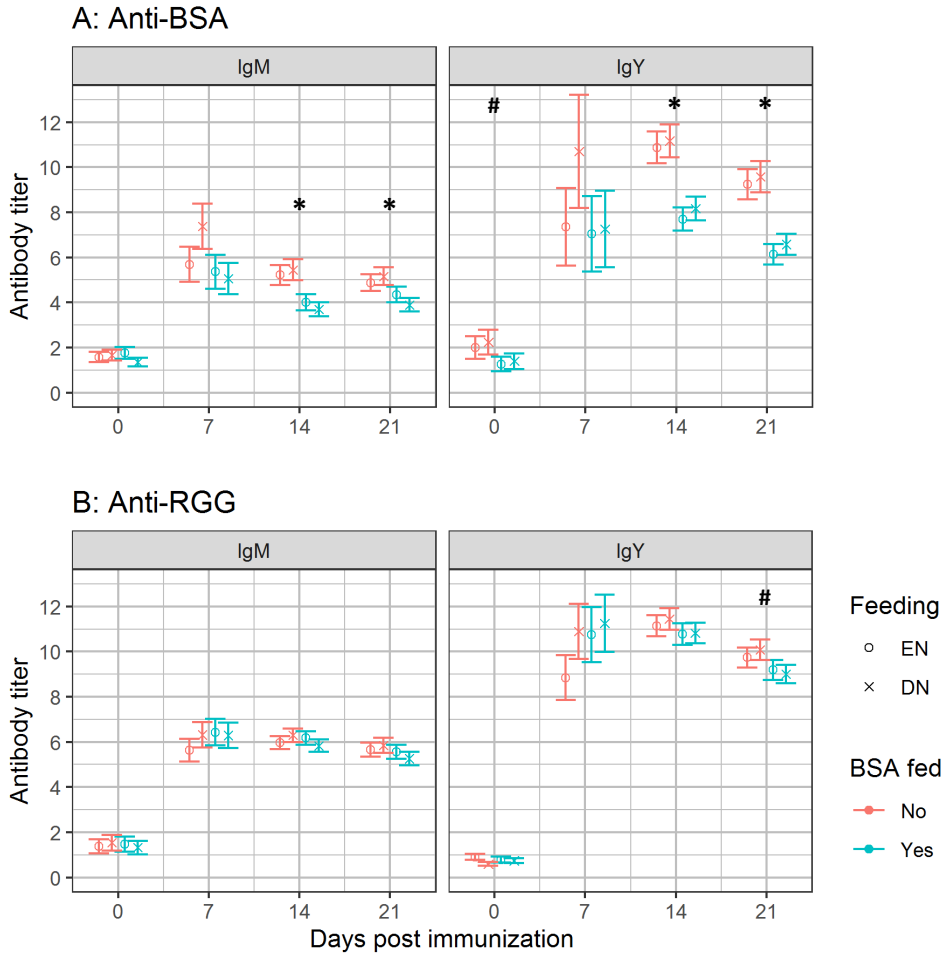 A: Anti-BSA
IgM
IgY
Antibody titer
12
10
8
6
4
2
0
#
*
*
*
*
0
7
14
21
0
7
14
21
B: Anti-RGG
IgM
IgY
Antibody titer
12
10
8
6
4
2
0
#
0
7
14
21
0
7
14
21
Days post immunization
Feeding
EN
DN
BSA fed
No
Yes